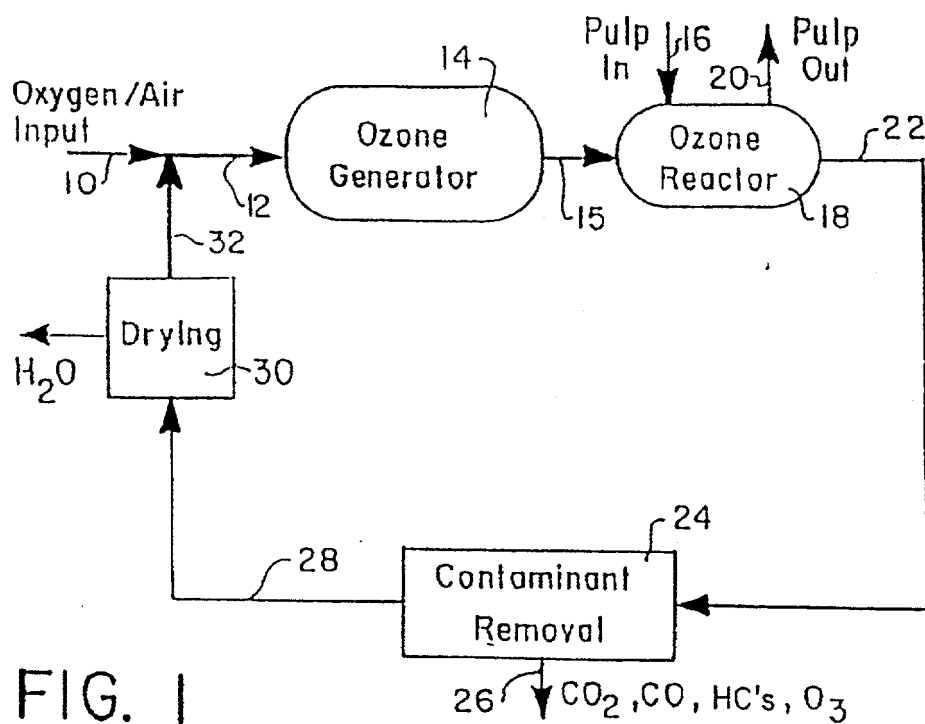 Oxygen/Air
Input
10
12
14
Ozone
Generator
15
Pulp
In
16
20
Pulp
Out
Ozone
Reactor
18
22
32
Drying
30
H₂O
28
24
Contaminant
Removal
26
CO₂, CO, HC's, O₃
FIG. 1